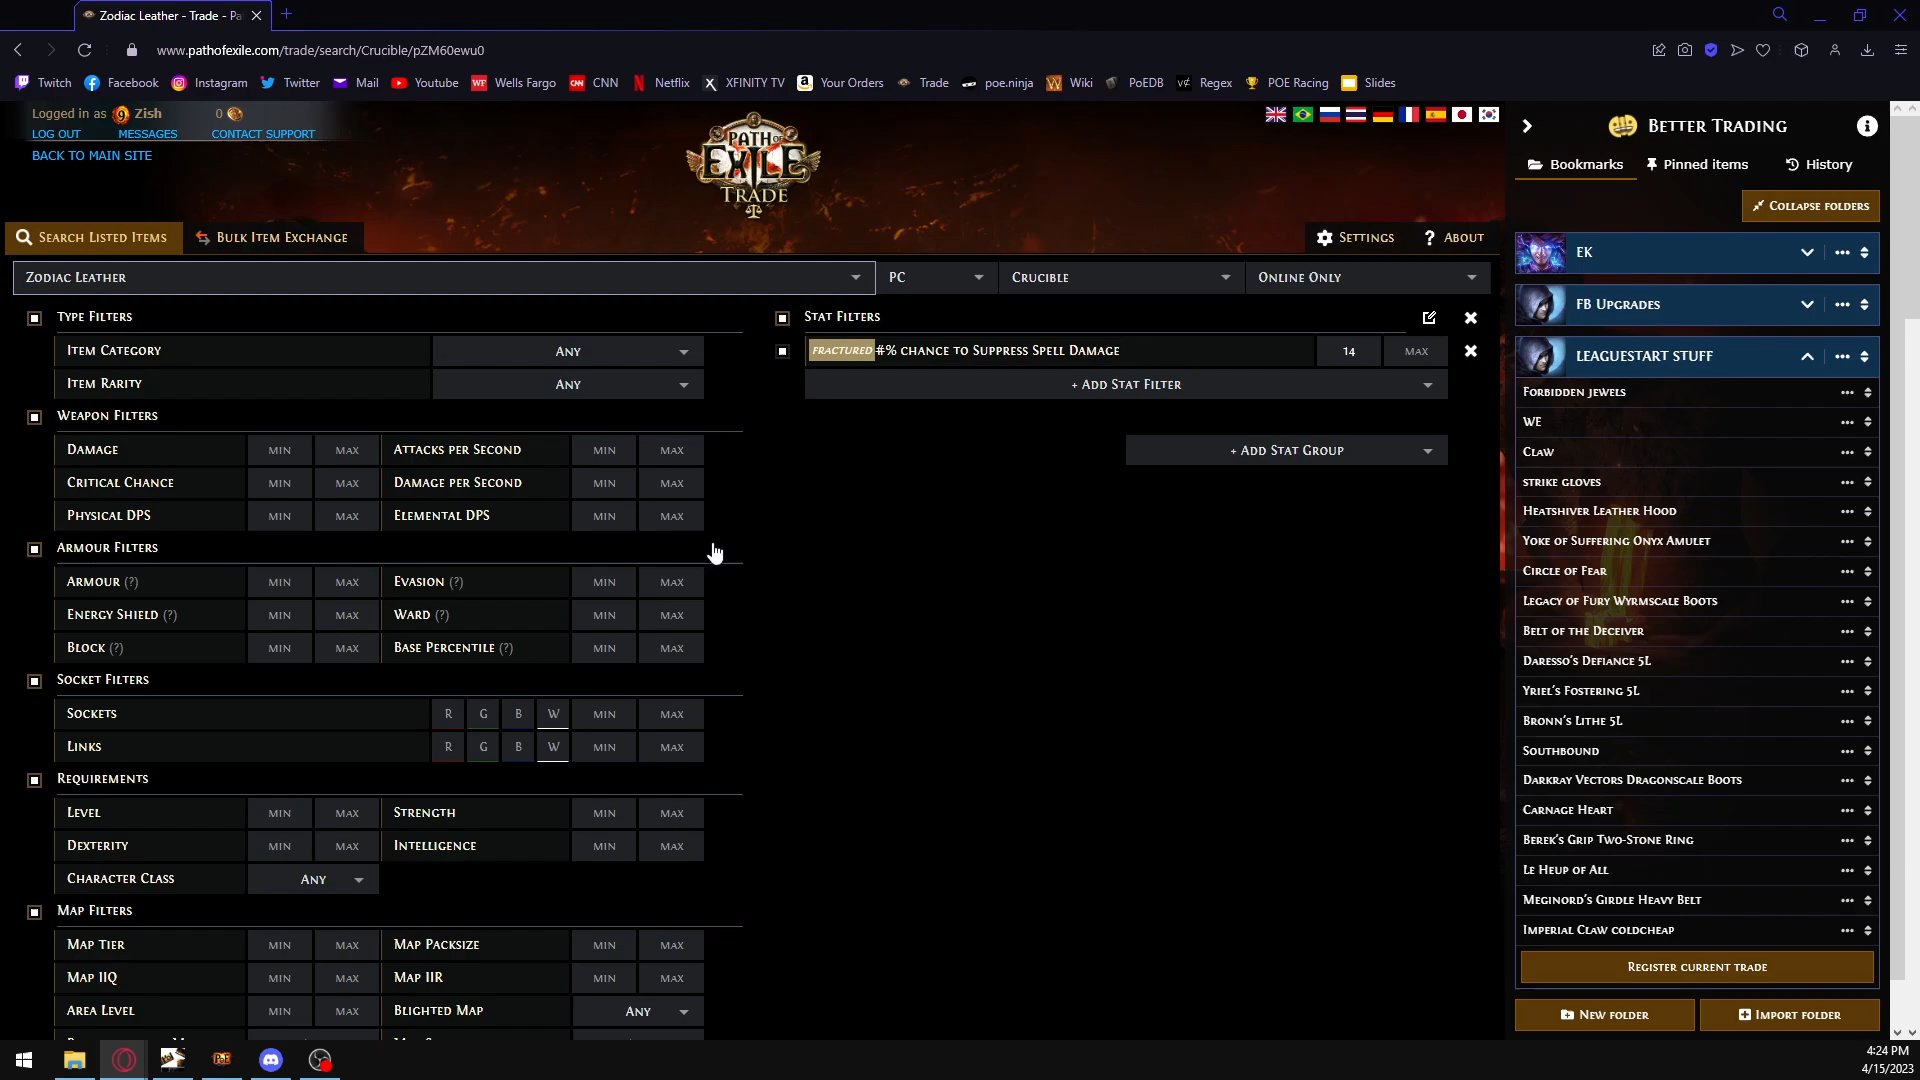 Zodiac Leather - Trade - Pa
www.pathofexile.com/trade/search/Crucible/pZM60ewu0
Twitch Facebook Instagram Twitter Mail Youtube WF Wells Fargo CNN CNN Netflix XFINITY TV Your Orders Trade poe.ninja Wiki PoEDB Regex POE Racing Slides
Logged in as 9 Zish 0
LOG OUT MESSAGES CONTACT SUPPORT
BACK TO MAIN SITE
PATH OF EXILE TRADE
Search Listed Items Bulk Item Exchange Settings ? About
Zodiac Leather PC Crucible Online Only
Type Filters
Item Category Any
Item Rarity Any
Weapon Filters
Damage MIN MAX Attacks per Second MIN MAX
Critical Chance MIN MAX Damage per Second MIN MAX
Physical DPS MIN MAX Elemental DPS MIN MAX
Armour Filters
Armour (?) MIN MAX Evasion (?) MIN MAX
Energy Shield (?) MIN MAX Ward (?) MIN MAX
Block (?) MIN MAX Base Percentile (?) MIN MAX
Socket Filters
Sockets R G B W MIN MAX
Links R G B W MIN MAX
Requirements
Level MIN MAX Strength MIN MAX
Dexterity MIN MAX Intelligence MIN MAX
Character Class Any
Map Filters
Map Tier MIN MAX Map Packsize MIN MAX
Map IIQ MIN MAX Map IIR MIN MAX
Area Level MIN MAX Blighted Map Any
Stat Filters
FRACTURED #% chance to Suppress Spell Damage 14 MAX
+ Add Stat Filter
+ Add Stat Group
Better Trading
Bookmarks Pinned items History
Collapse folders
EK
FB Upgrades
LEAGUESTART STUFF
Forbidden jewels
WE
Claw
strike gloves
Heatshiver Leather Hood
Yoke of Suffering Onyx Amulet
Circle of Fear
Legacy of Fury Wyrmscale Boots
Belt of the Deceiver
Daresso's Defiance 5L
Yriel's Fostering 5L
Bronn's Lithe 5L
Southbound
Darkray Vectors Dragonscale Boots
Carnage Heart
Berek's Grip Two-Stone Ring
Le Heup of All
Meginord's Girdle Heavy Belt
Imperial Claw coldcheap
Register current trade
New folder Import folder
PoE
4:24 PM
4/15/2023